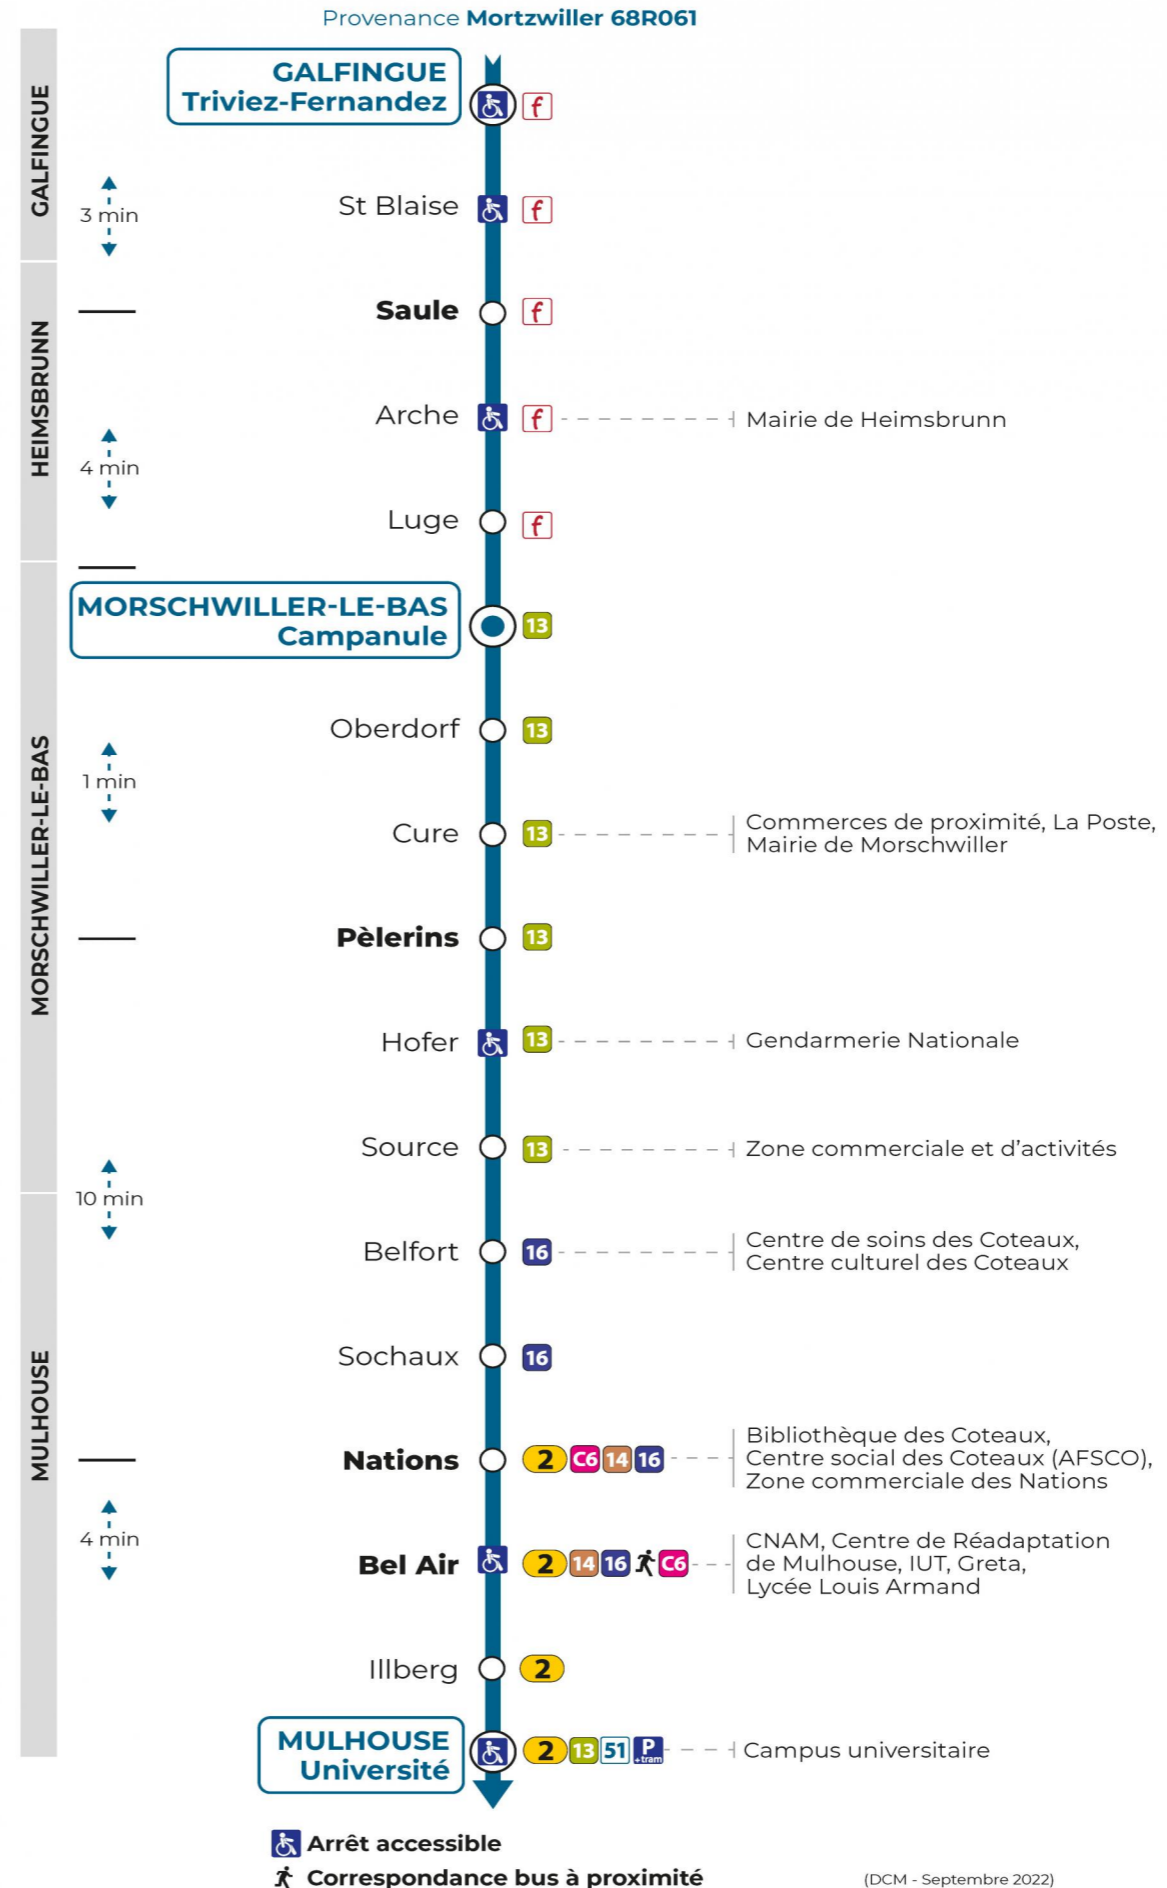 Provenance Mortzwiller 68R061
GALFINGUE
GALFINGUE
Triviez-Fernandez
f
3 min
St Blaise
f
HEIMSBRUNN
Saule
f
Arche
f
Mairie de Heimsbrunn
4 min
Luge
f
MORSCHWILLER-LE-BAS
MORSCHWILLER-LE-BAS
Campanule
13
Oberdorf
13
1 min
Cure
13
Commerces de proximité, La Poste,
Mairie de Morschwiller
Pèlerins
13
Hofer
13
Gendarmerie Nationale
Source
13
Zone commerciale et d’activités
10 min
MULHOUSE
Belfort
16
Centre de soins des Coteaux,
Centre culturel des Coteaux
Sochaux
16
Nations
2 C6 14 16
Bibliothèque des Coteaux,
Centre social des Coteaux (AFSCO),
Zone commerciale des Nations
4 min
Bel Air
2 14 16 C6
CNAM, Centre de Réadaptation
de Mulhouse, IUT, Greta,
Lycée Louis Armand
Illberg
2
MULHOUSE
Université
2 13 51 P
+tram
Campus universitaire
Arrêt accessible
Correspondance bus à proximité
(DCM - Septembre 2022)